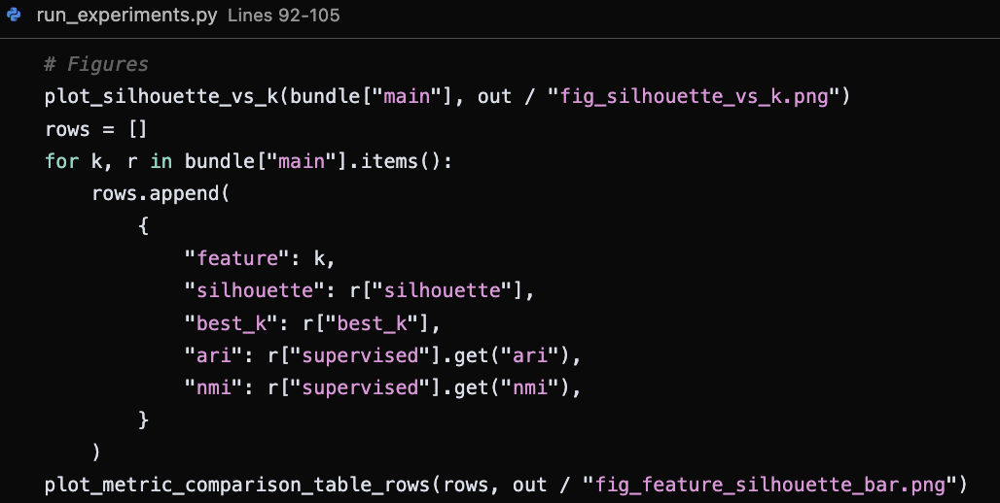 run_experiments.py Lines 92-105
# Figures
plot_silhouette_vs_k(bundle["main"], out / "fig_silhouette_vs_k.png")
rows = []
for k, r in bundle["main"].items():
    rows.append(
        {
            "feature": k,
            "silhouette": r["silhouette"],
            "best_k": r["best_k"],
            "ari": r["supervised"].get("ari"),
            "nmi": r["supervised"].get("nmi"),
        }
    )
plot_metric_comparison_table_rows(rows, out / "fig_feature_silhouette_bar.png")